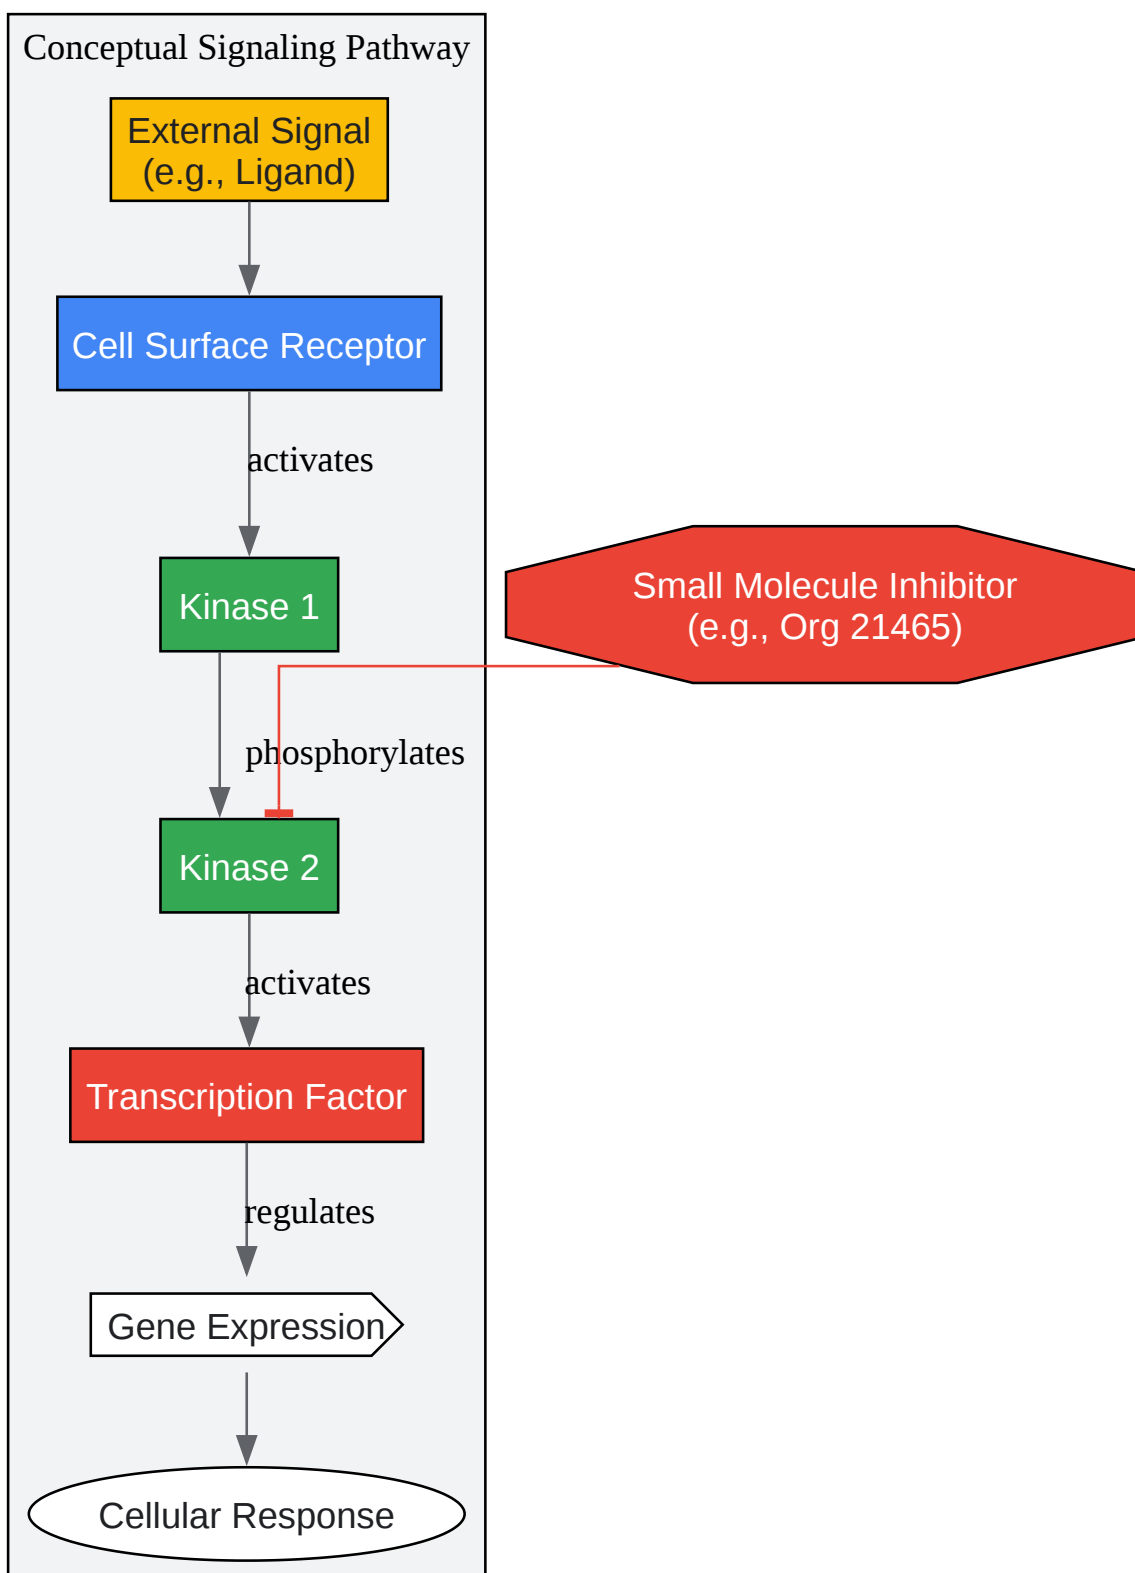 Conceptual Signaling Pathway
External Signal
(e.g., Ligand)
Cell Surface Receptor
activates
Kinase 1
Small Molecule Inhibitor
(e.g., Org 21465)
phosphorylates
Kinase 2
activates
Transcription Factor
regulates
Gene Expression
Cellular Response